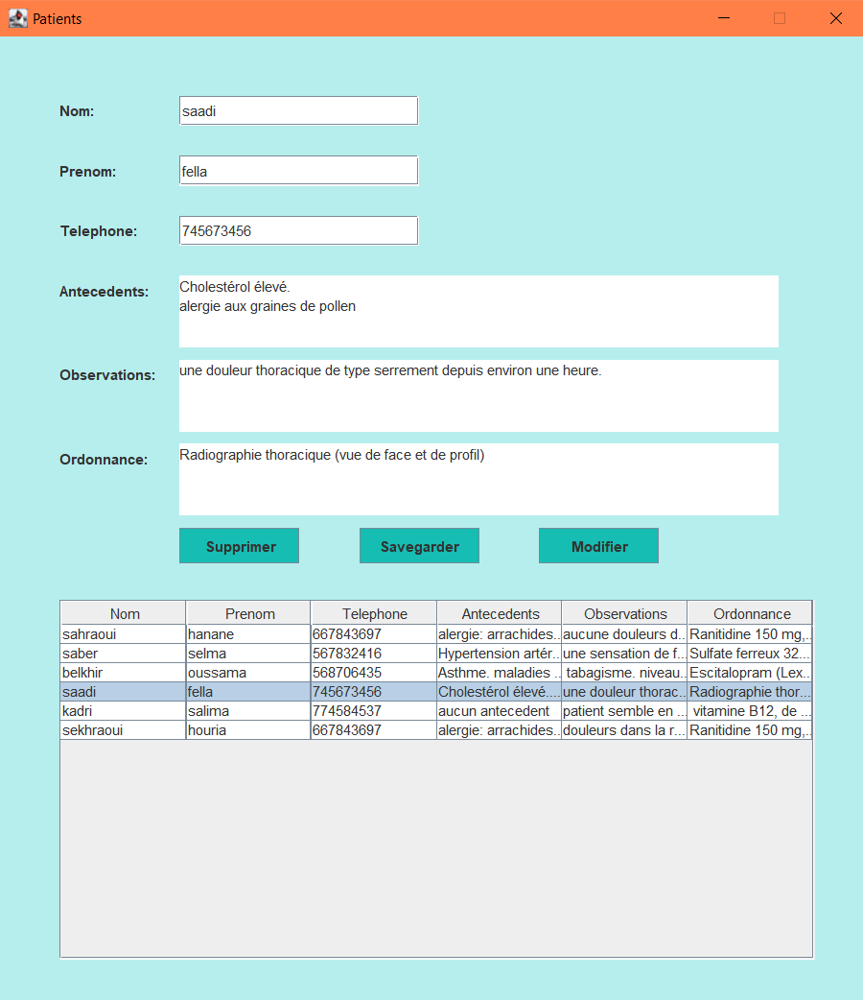 Patients
Nom: saadi
Prenom: fella
Telephone: 745673456
Antecedents: Cholestérol élevé.
alergie aux graines de pollen
Observations: une douleur thoracique de type serrement depuis environ une heure.
Ordonnance: Radiographie thoracique (vue de face et de profil)
Supprimer Savegarder Modifier
Nom Prenom Telephone Antecedents Observations Ordonnance
sahraoui hanane 667843697 alergie: arrachides... aucune douleurs d... Ranitidine 150 mg,...
saber selma 567832416 Hypertension artér... une sensation de f... Sulfate ferreux 32...
belkhir oussama 568706435 Asthme. maladies ... tabagisme. niveau... Escitalopram (Lex...
saadi fella 745673456 Cholestérol élevé.... une douleur thorac... Radiographie thor...
kadri salima 774584537 aucun antecedent patient semble en ... vitamine B12, de ...
sekhraoui houria 667843697 alergie: arrachides... douleurs dans la r... Ranitidine 150 mg,...